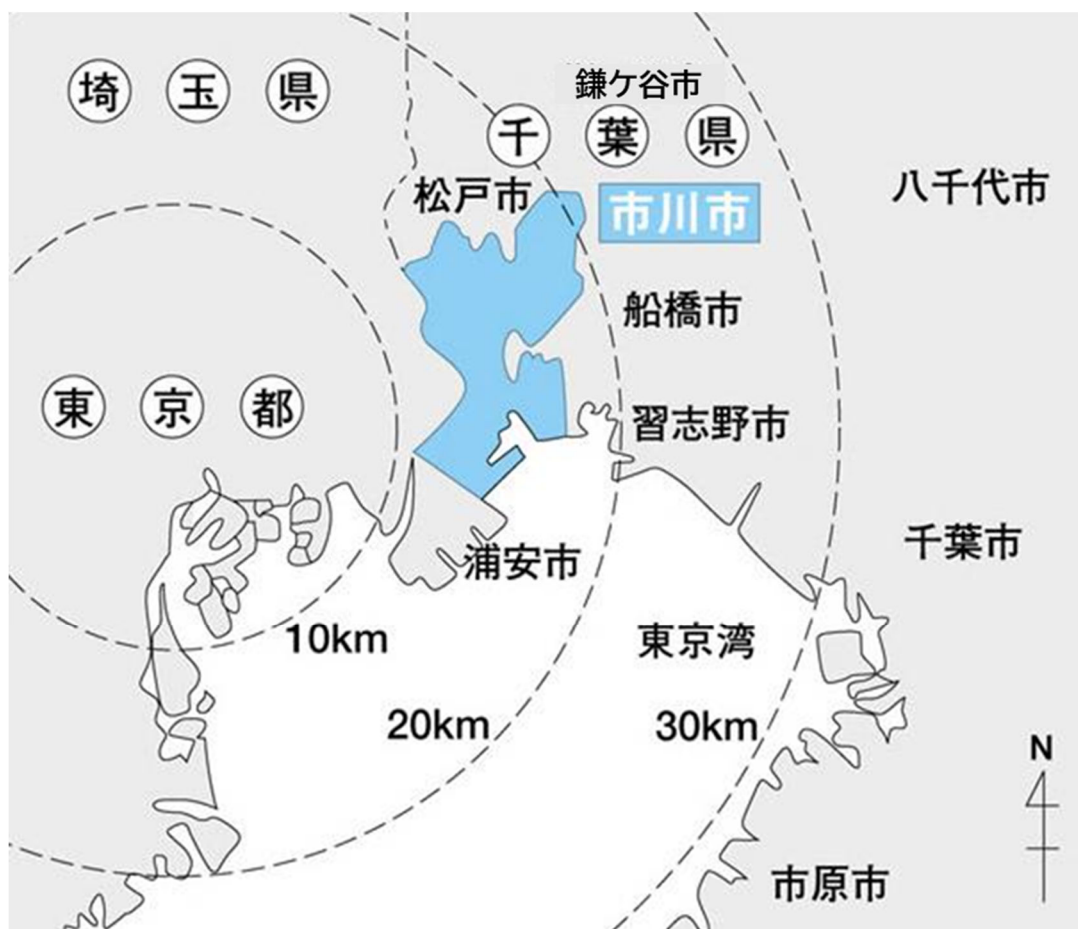 鎌ケ谷市
埼玉県
千葉県
松戸市
市川市
八千代市
船橋市
東京都
習志野市
千葉市
浦安市
10km
東京湾
20km
30km
N
市原市